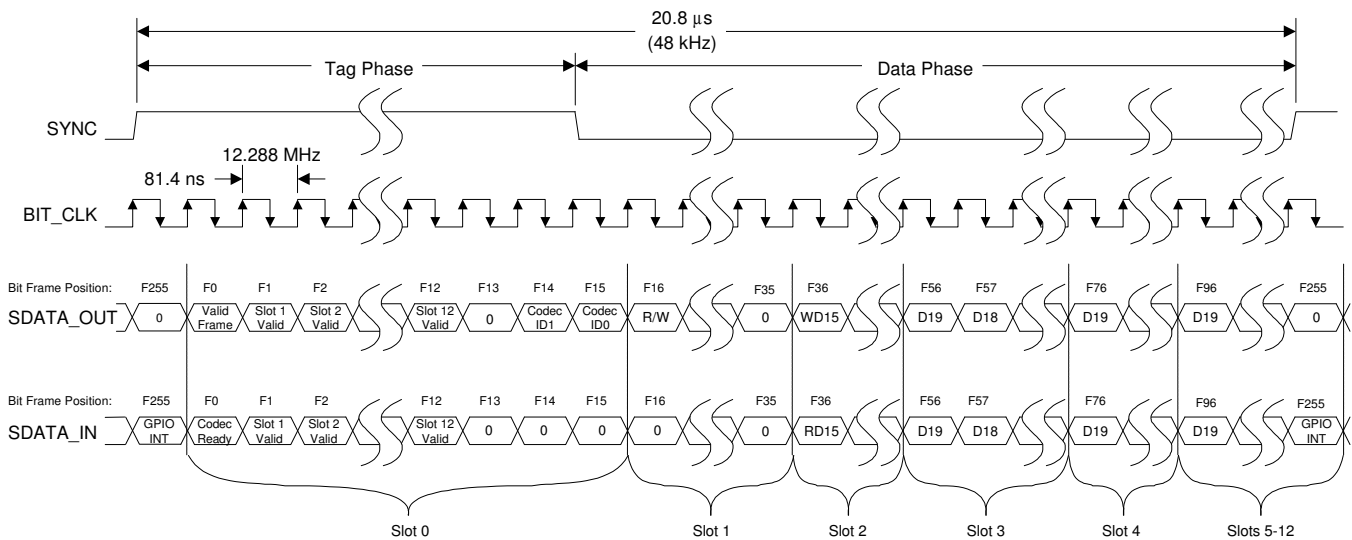 20.8 µs
(48 kHz)
Tag Phase
Data Phase
SYNC
12.288 MHz
81.4 ns
BIT_CLK
Bit Frame Position: F255 F0 F1 F2 F12 F13 F14 F15 F16 F35 F36 F56 F57 F76 F96 F255
SDATA_OUT 0 Valid Frame Slot 1 Valid Slot 2 Valid Slot 12 Valid 0 Codec ID1 Codec ID0 R/W 0 WD15 D19 D18 D19 D19 0
Bit Frame Position: F255 F0 F1 F2 F12 F13 F14 F15 F16 F35 F36 F56 F57 F76 F96 F255
SDATA_IN GPIO INT Codec Ready Slot 1 Valid Slot 2 Valid Slot 12 Valid 0 0 0 0 0 RD15 D19 D18 D19 D19 GPIO INT
Slot 0 Slot 1 Slot 2 Slot 3 Slot 4 Slots 5-12